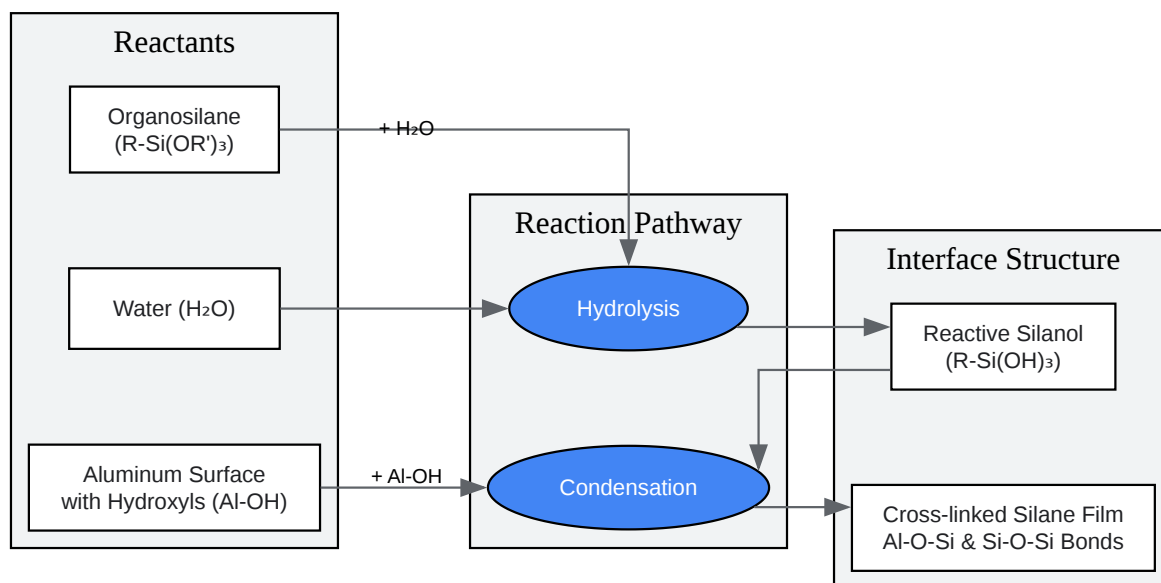 Reactants
Organosilane
(R-Si(OR')₃)
+ H₂O
Water (H₂O)
Aluminum Surface
with Hydroxyls (Al-OH)
+ Al-OH
Reaction Pathway
Hydrolysis
Condensation
Interface Structure
Reactive Silanol
(R-Si(OH)₃)
Cross-linked Silane Film
Al-O-Si & Si-O-Si Bonds